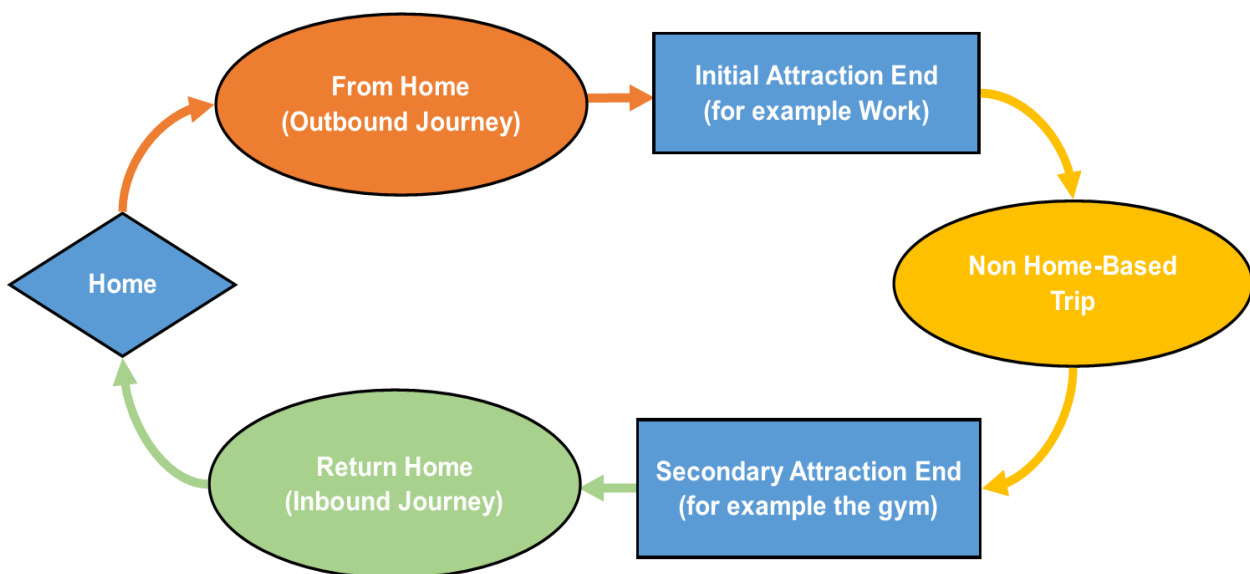 From Home
(Outbound Journey)
Initial Attraction End
(for example Work)
Non Home-Based
Trip
Home
Secondary Attraction End
(for example the gym)
Return Home
(Inbound Journey)